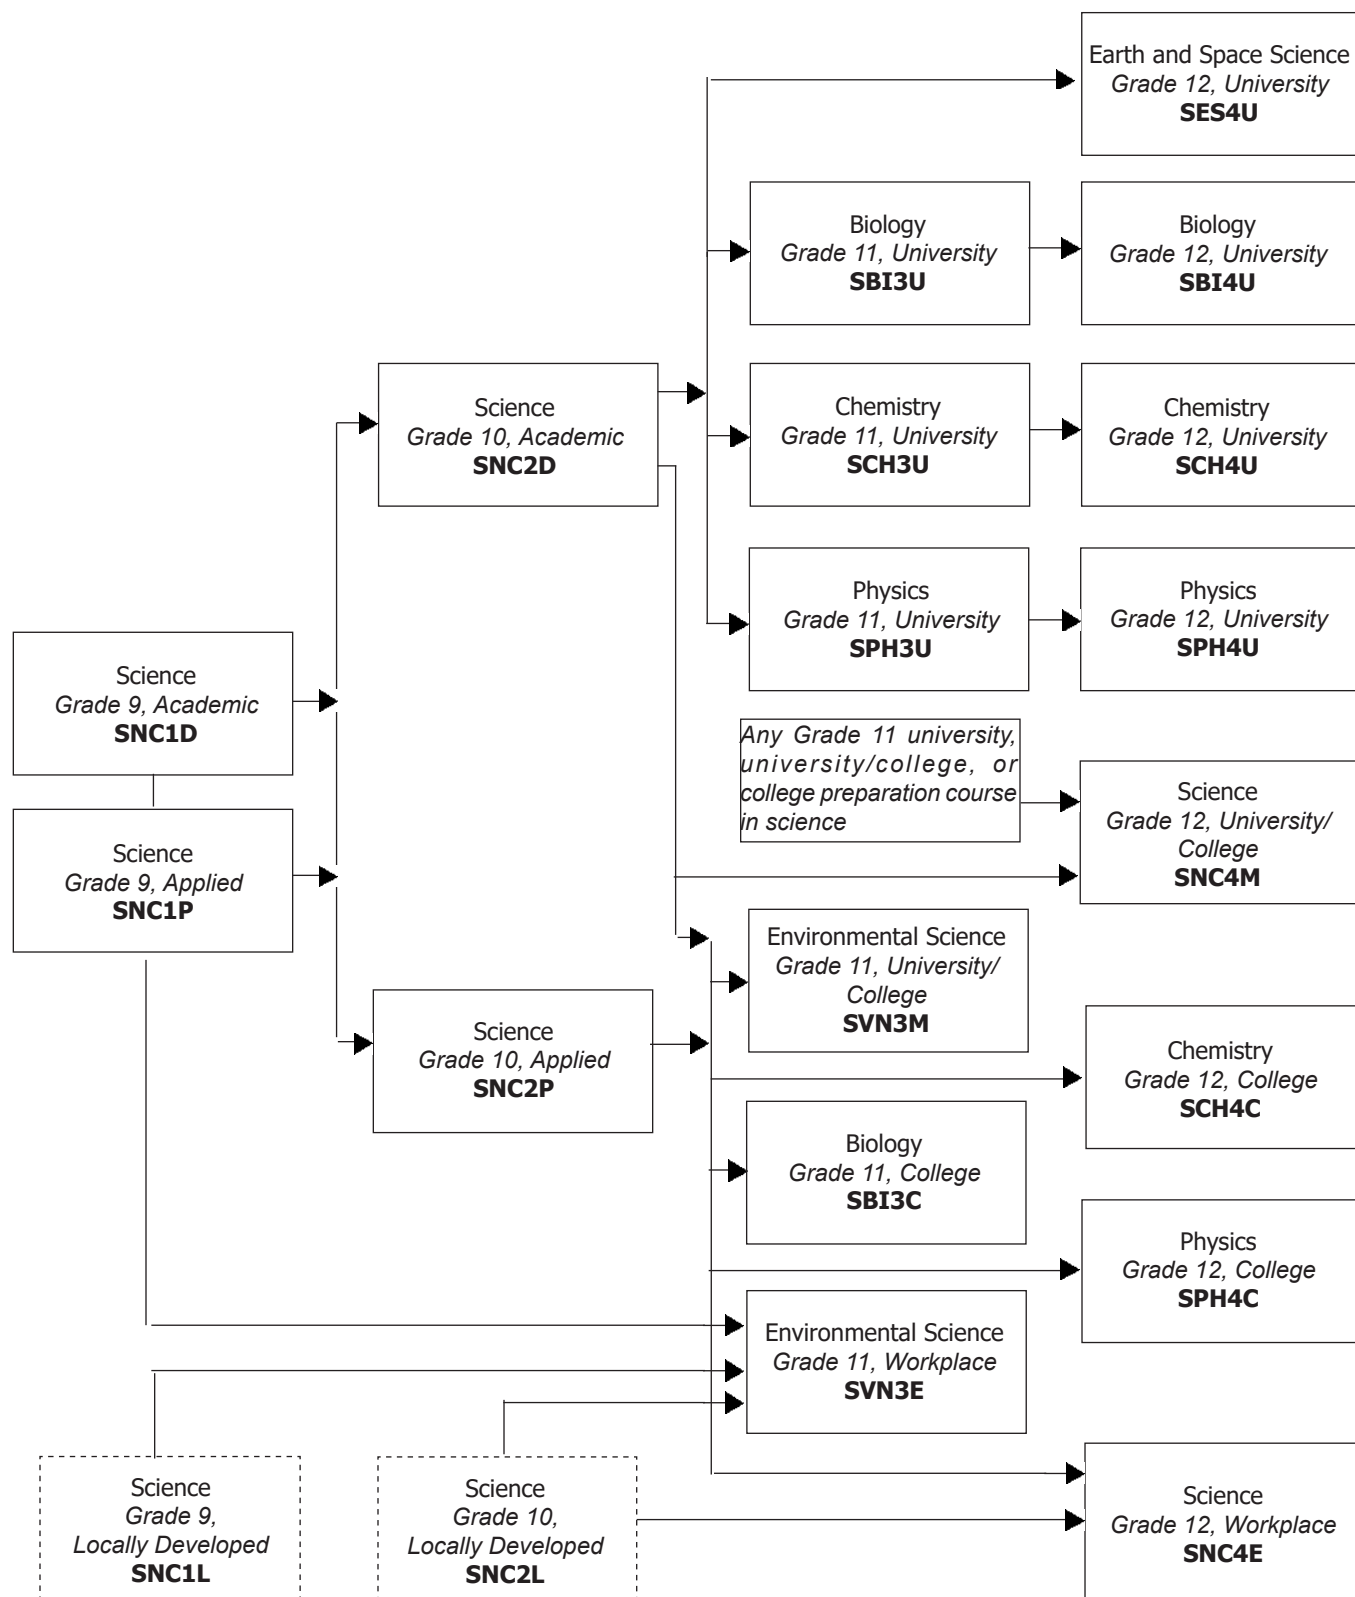 Earth and Space Science
Grade 12, University
SES4U
Biology
Grade 11, University
SBI3U
Biology
Grade 12, University
SBI4U
Science
Grade 10, Academic
SNC2D
Chemistry
Grade 11, University
SCH3U
Chemistry
Grade 12, University
SCH4U
Physics
Grade 11, University
SPH3U
Physics
Grade 12, University
SPH4U
Science
Grade 9, Academic
SNC1D
Any Grade 11 university,
university/college, or
college preparation course
in science
Science
Grade 12, University/
College
SNC4M
Science
Grade 9, Applied
SNC1P
Environmental Science
Grade 11, University/
College
SVN3M
Science
Grade 10, Applied
SNC2P
Chemistry
Grade 12, College
SCH4C
Biology
Grade 11, College
SBI3C
Physics
Grade 12, College
SPH4C
Environmental Science
Grade 11, Workplace
SVN3E
Science
Grade 9,
Locally Developed
SNC1L
Science
Grade 10,
Locally Developed
SNC2L
Science
Grade 12, Workplace
SNC4E